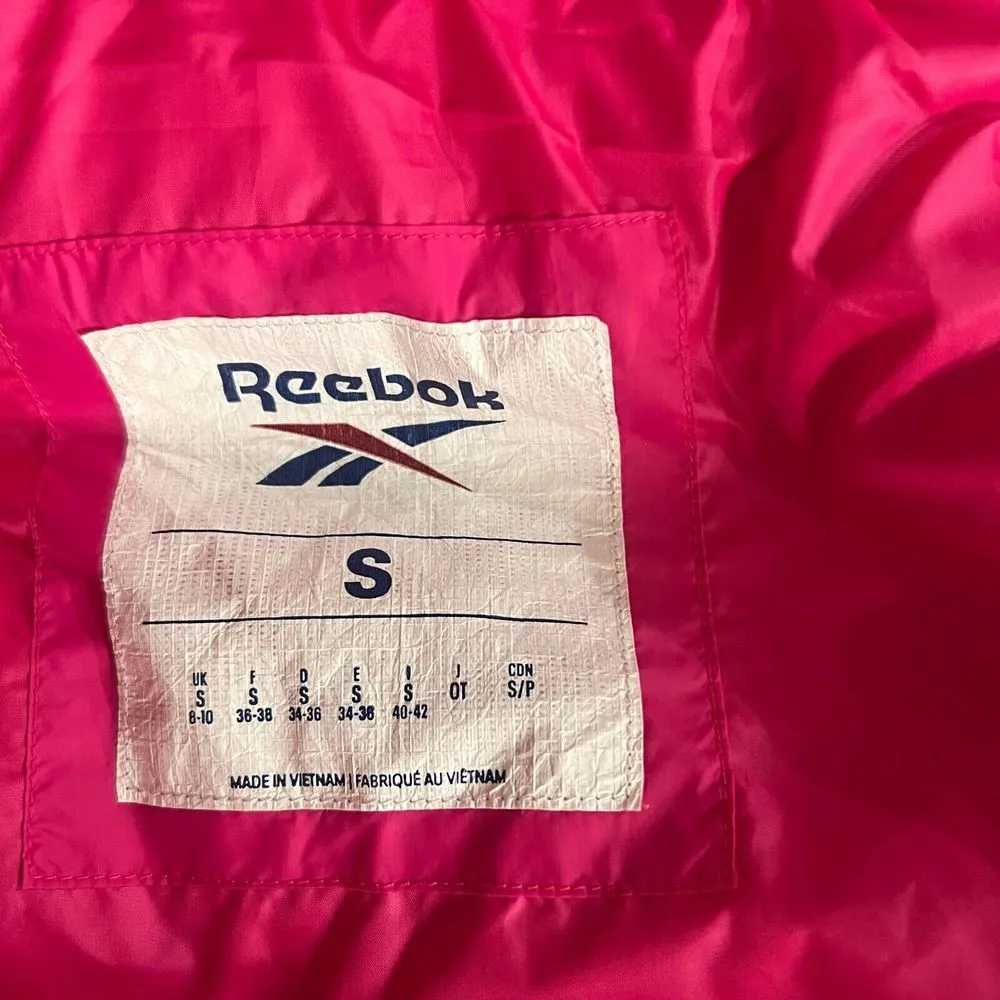 Reebok
S
UK F D E I J CDN
S S S S S OT S/P
8-10 36-38 34-36 34-36 40-42
MADE IN VIETNAM | FABRIQUÉ AU VIÊTNAM